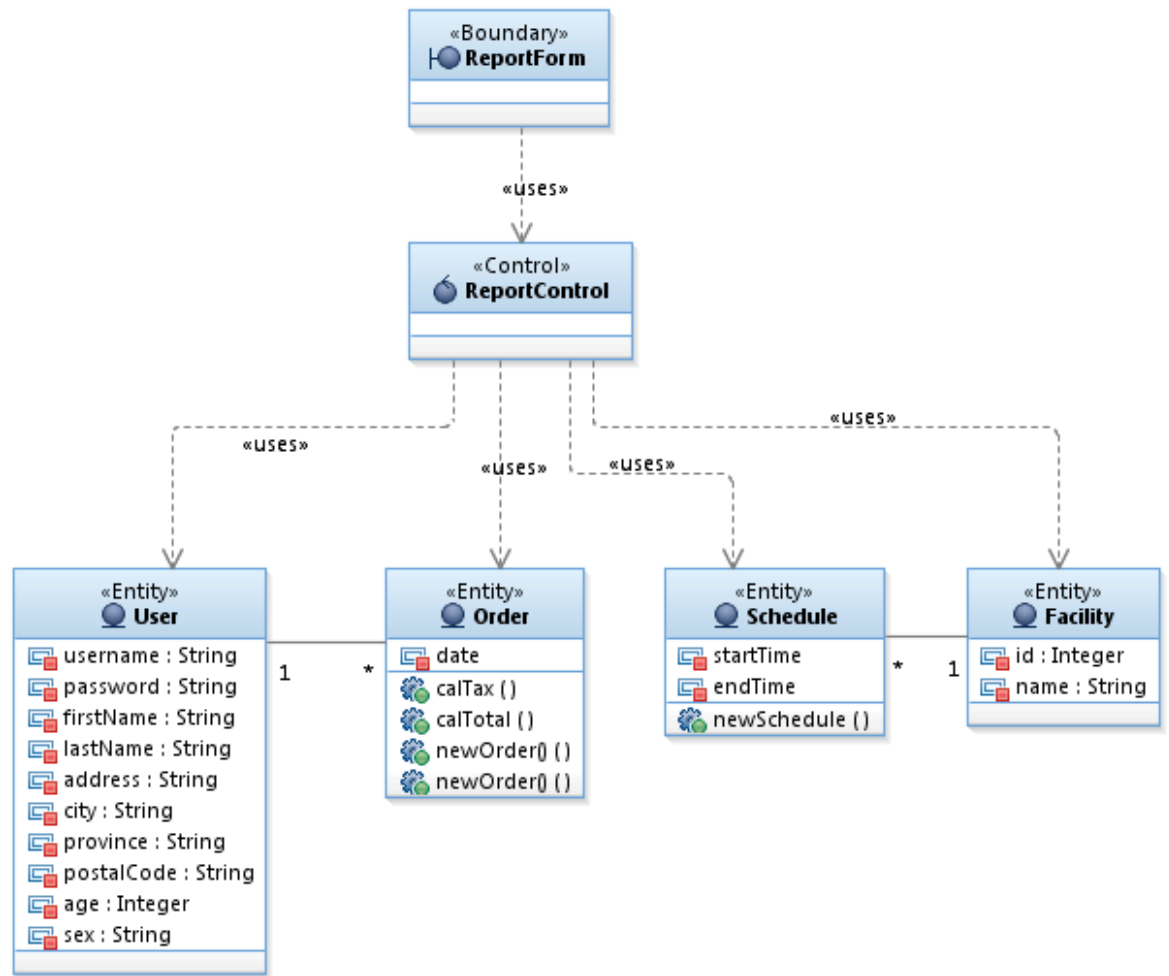 «Boundary»
ReportForm
«uses»
«Control»
ReportControl
«uses»
«uses»
«uses»
«uses»
«Entity»
User
username : String
password : String
firstName : String
lastName : String
address : String
city : String
province : String
postalCode : String
age : Integer
sex : String
1
*
«Entity»
Order
date
calTax ( )
calTotal ( )
newOrder() ( )
newOrder() ( )
«Entity»
Schedule
startTime
endTime
newSchedule ( )
*
1
«Entity»
Facility
id : Integer
name : String